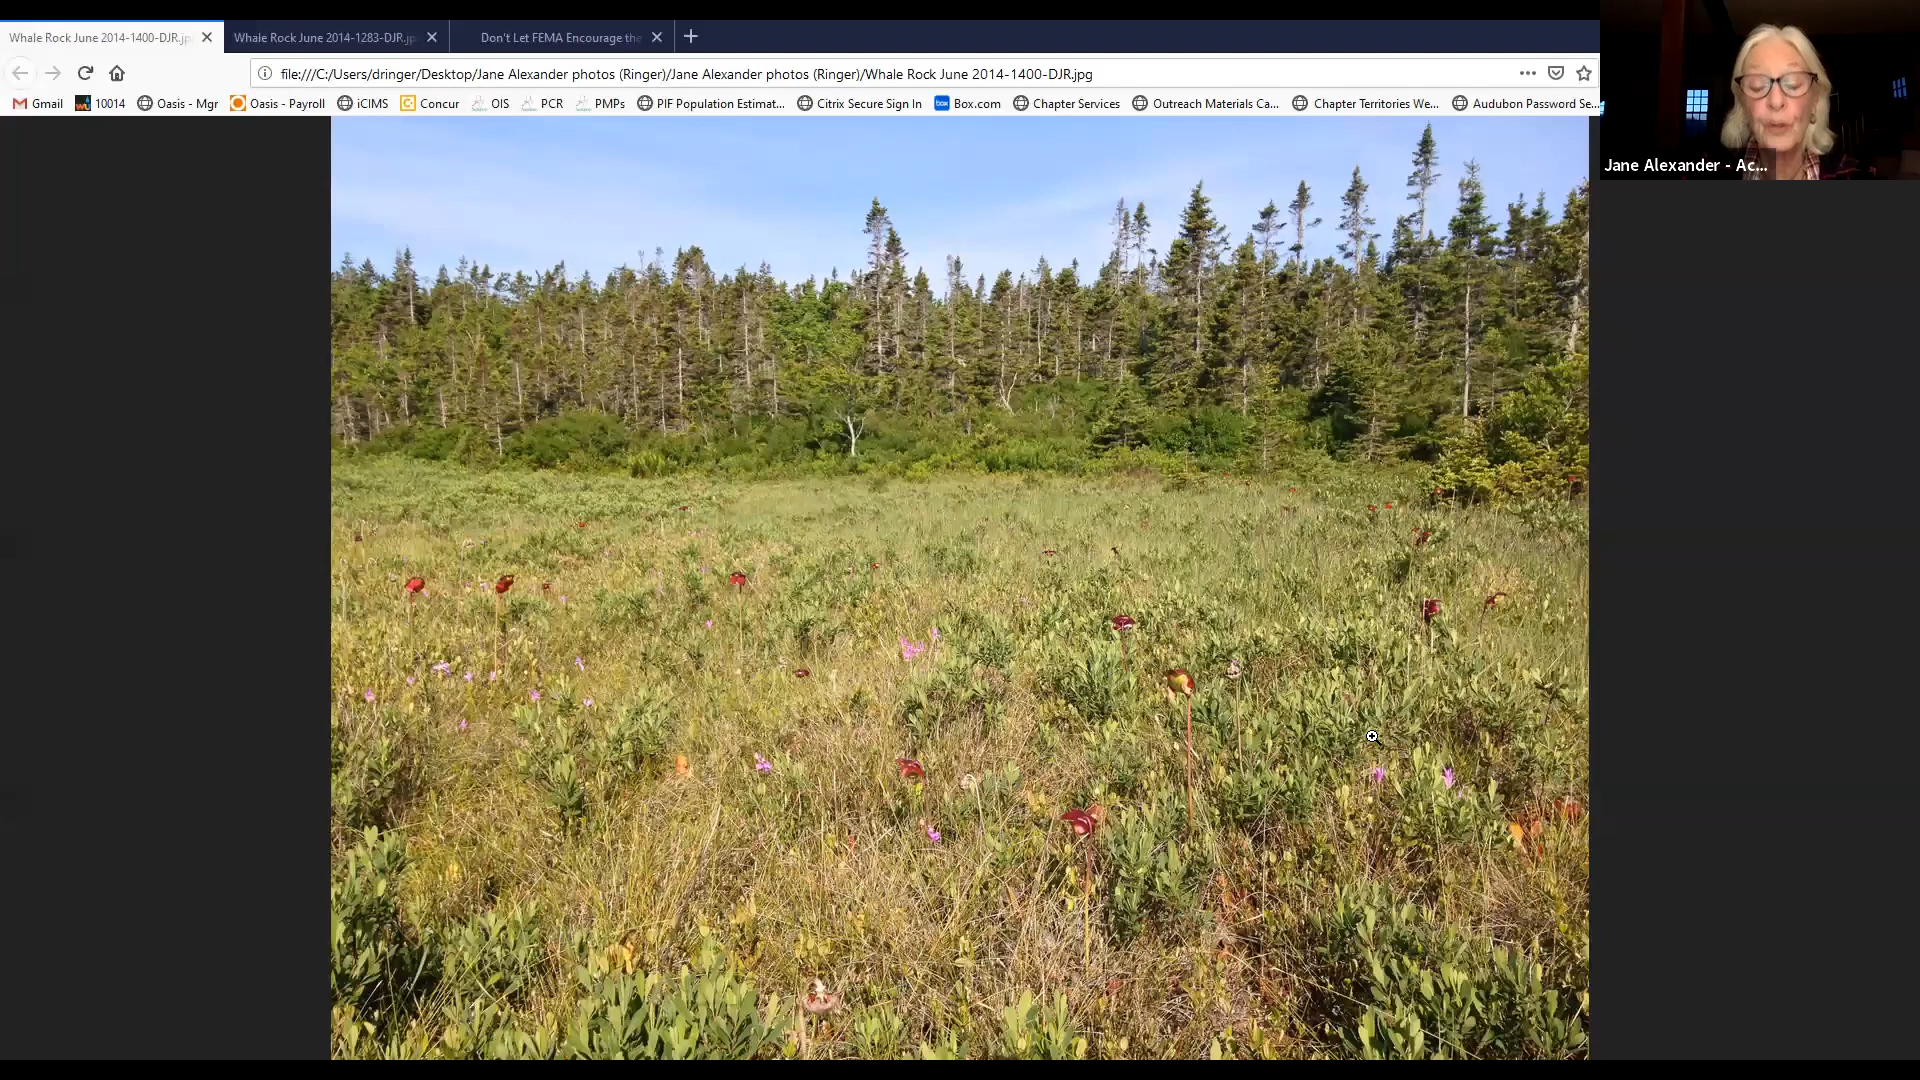 Whale Rock June 2014-1400-DJR.jp
Whale Rock June 2014-1283-DJR.jp
Don't Let FEMA Encourage the
file:///C:/Users/dringer/Desktop/Jane Alexander photos (Ringer)/Jane Alexander photos (Ringer)/Whale Rock June 2014-1400-DJR.jpg
Gmail 10014 Oasis - Mgr Oasis - Payroll iCIMS Concur OIS PCR PMPs PIF Population Estimat... Citrix Secure Sign In box Box.com Chapter Services Outreach Materials Ca... Chapter Territories We... Audubon Password Se...
Jane Alexander - Ac...